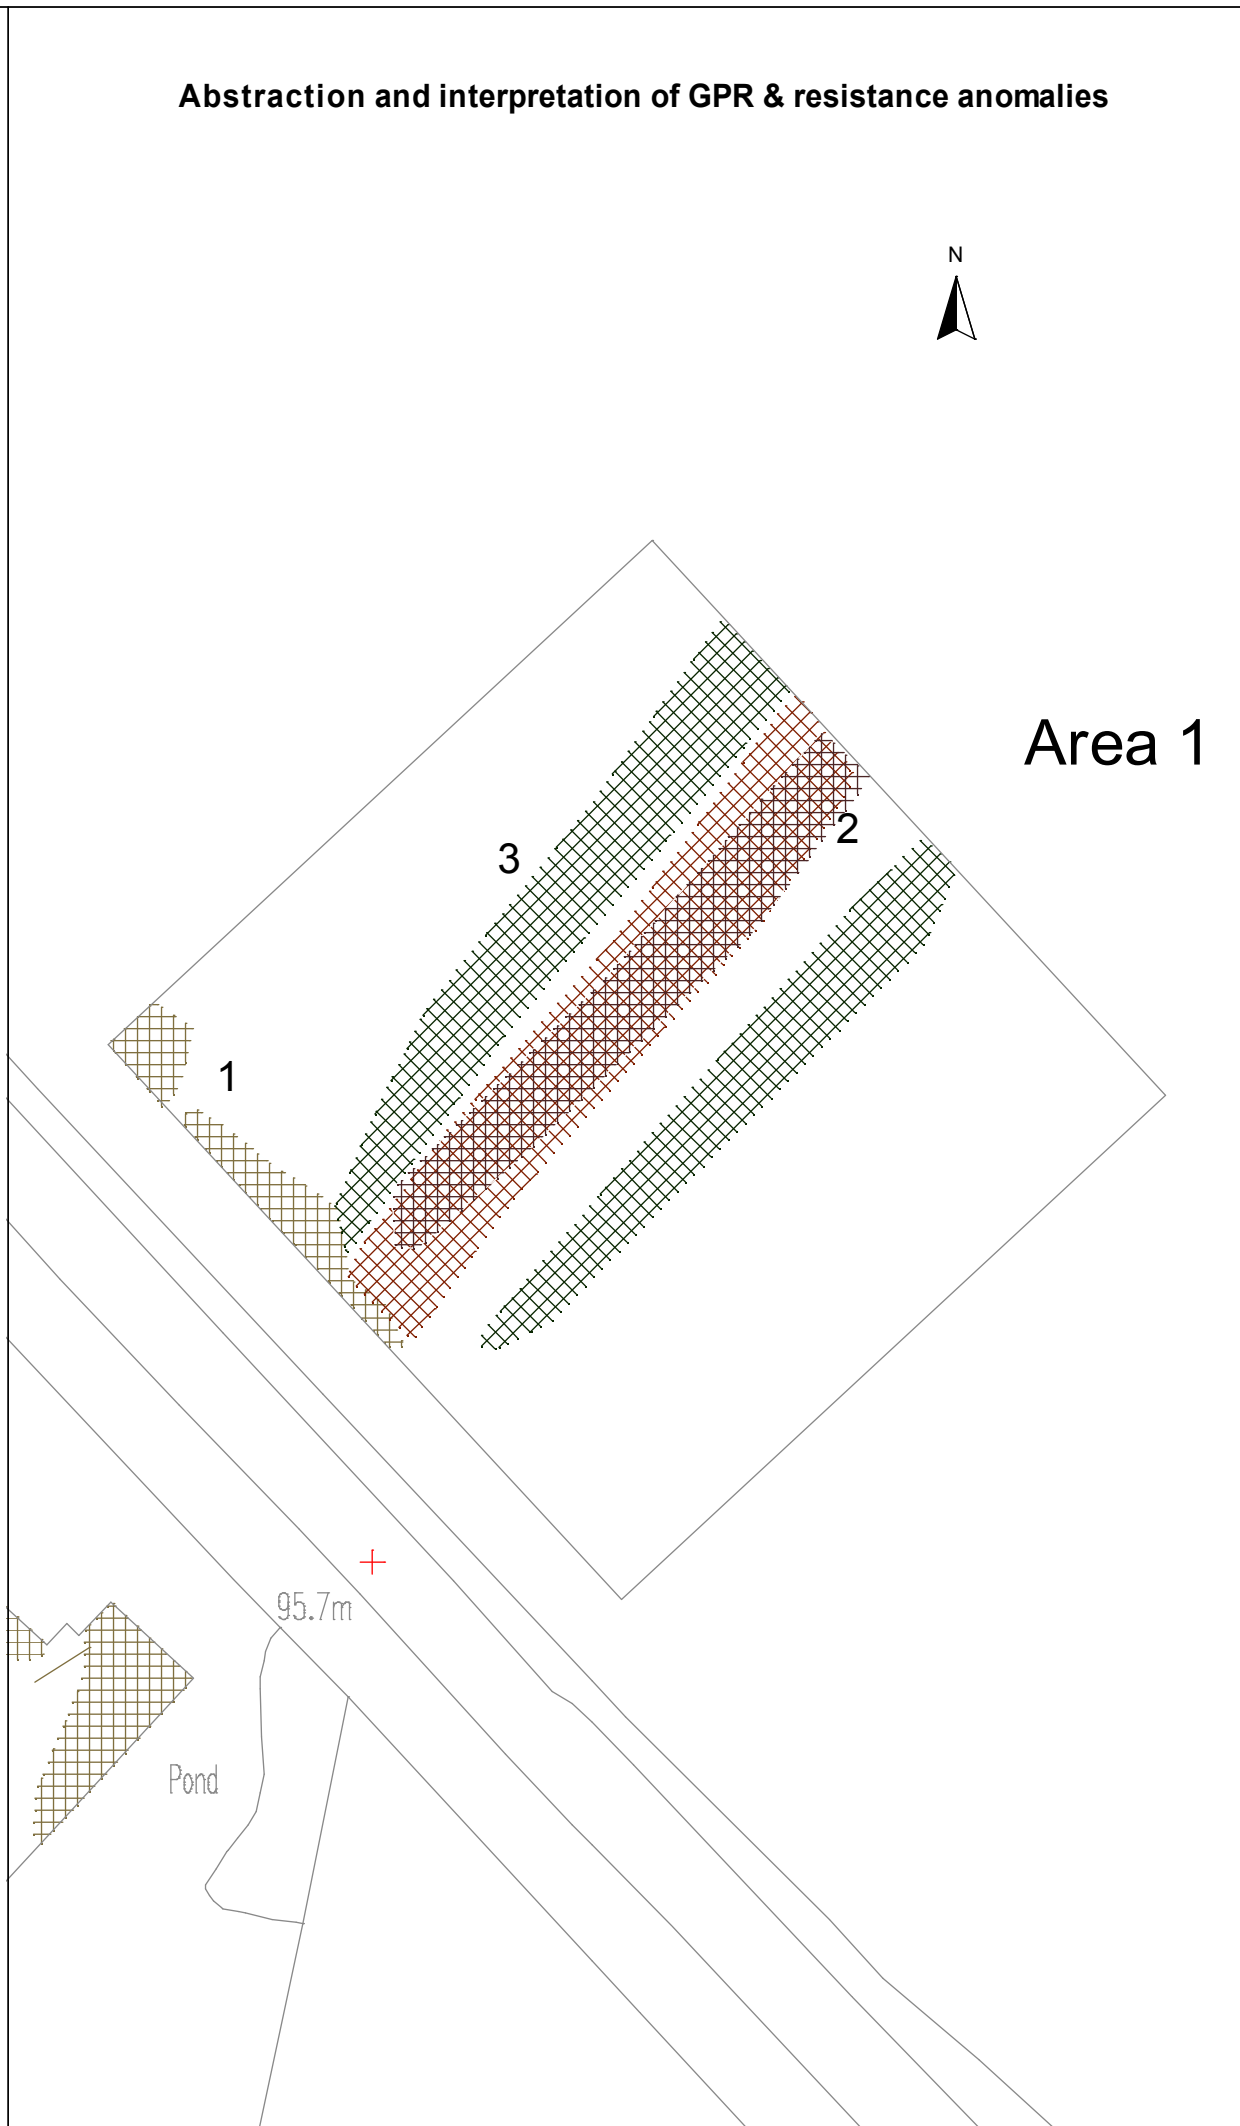 Abstraction and interpretation of GPR & resistance anomalies
N
Area 1
2
3
1
95.7m
Pond